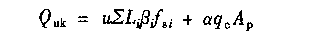 Q_uk = uΣl_iβ_if_si + αq_cA_p